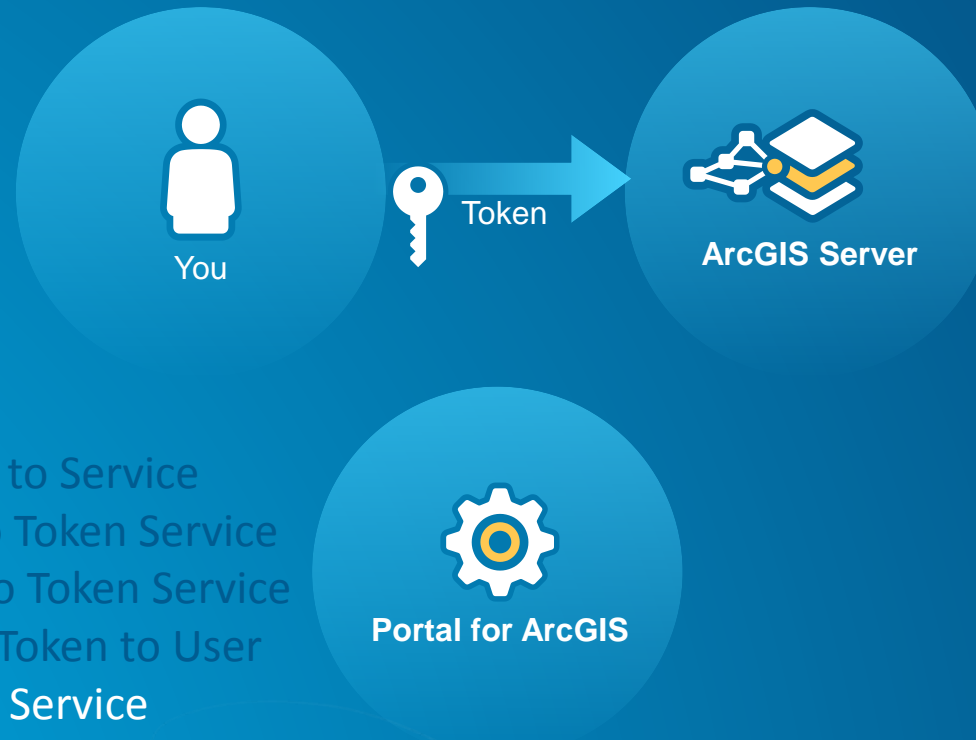 You
Token
ArcGIS Server
to Service
Token Service
o Token Service
Token to User
Service
Portal for ArcGIS